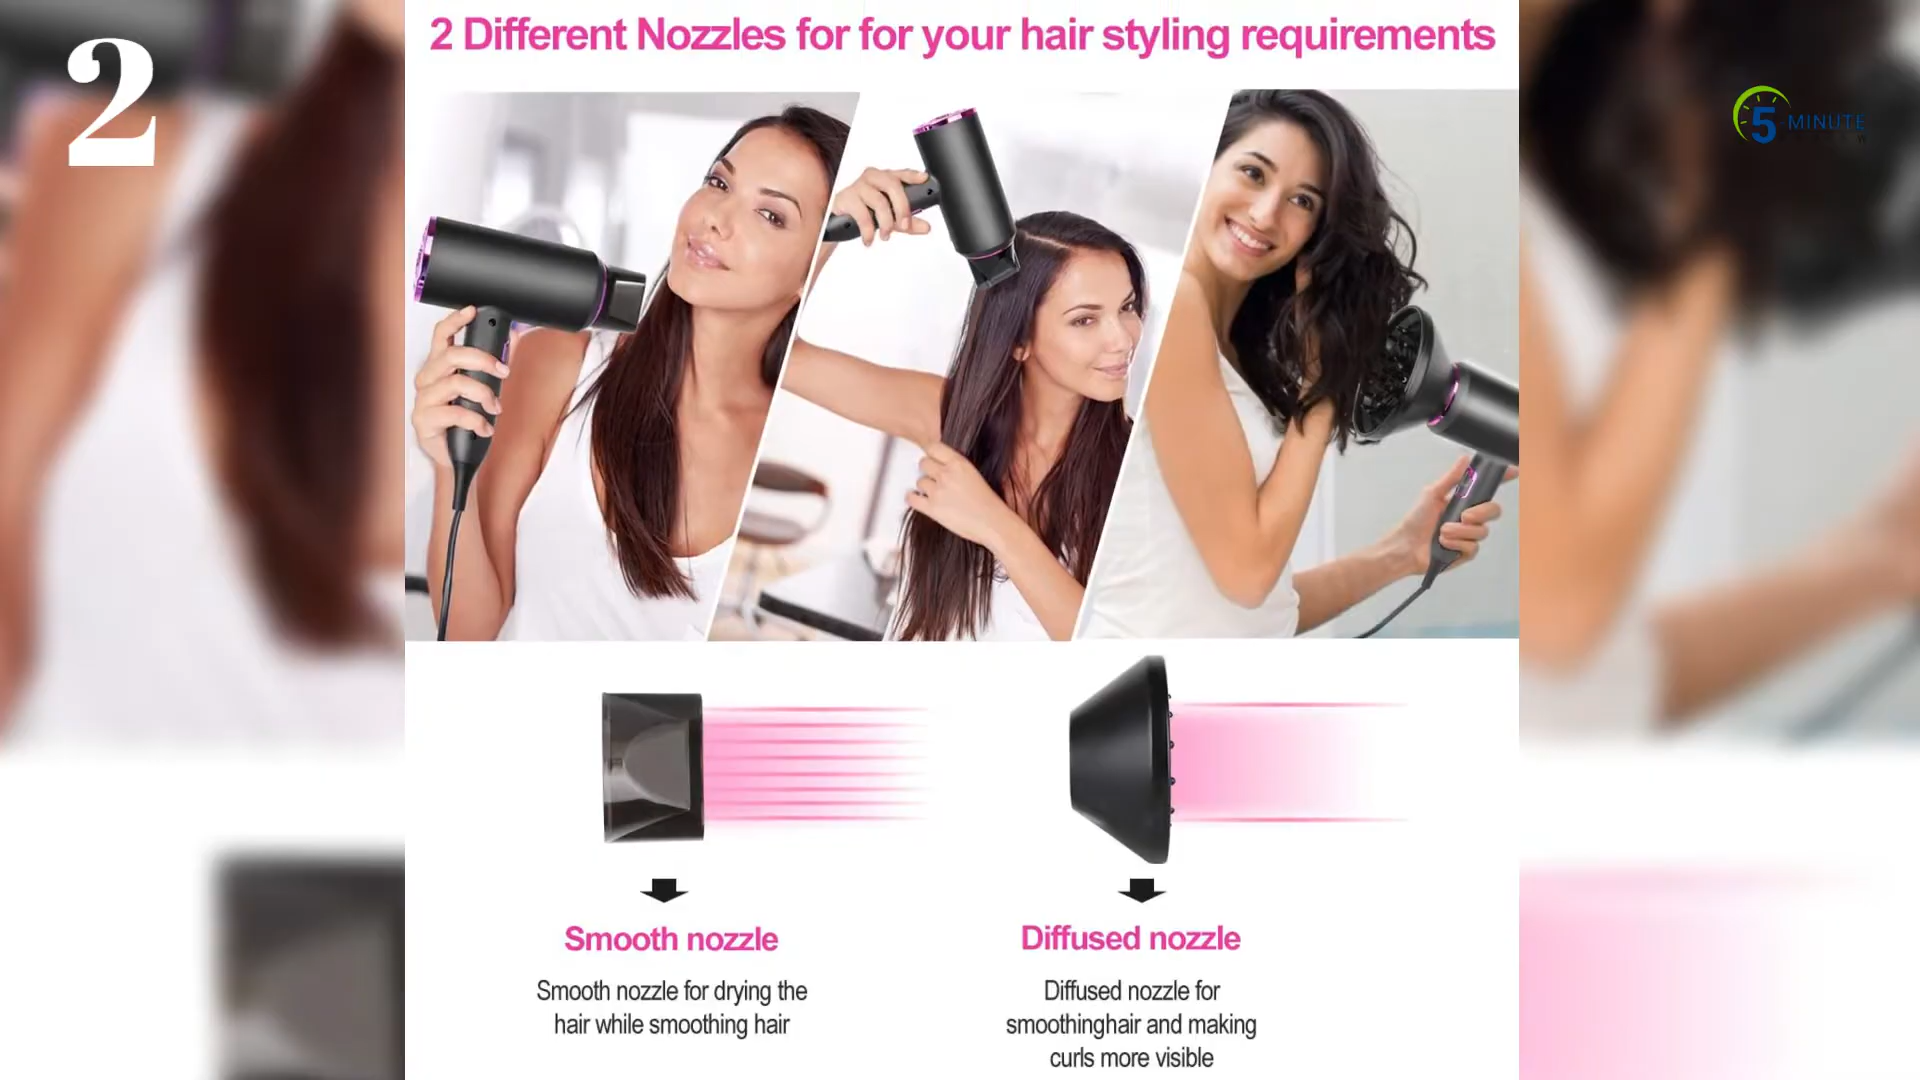 2
2 Different Nozzles for for your hair styling requirements
5 MINUTE
Smooth nozzle
Smooth nozzle for drying the
hair while smoothing hair
Diffused nozzle
Diffused nozzle for
smoothinghair and making
curls more visible